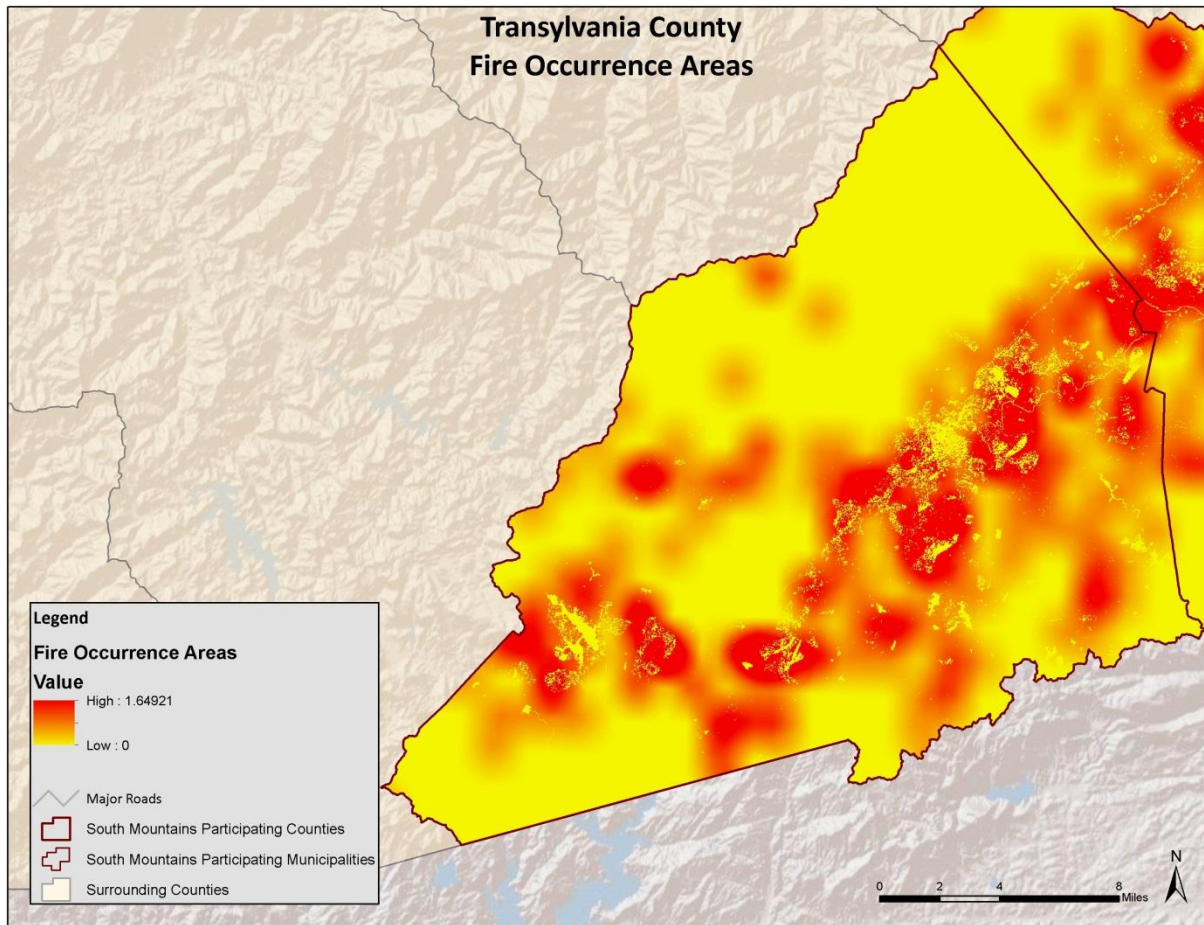 Transylvania County
Fire Occurrence Areas
Legend
Fire Occurrence Areas
Value
High : 1.64921
Low : 0
Major Roads
South Mountains Participating Counties
South Mountains Participating Municipalities
Surrounding Counties
N
0 2 4 8
Miles